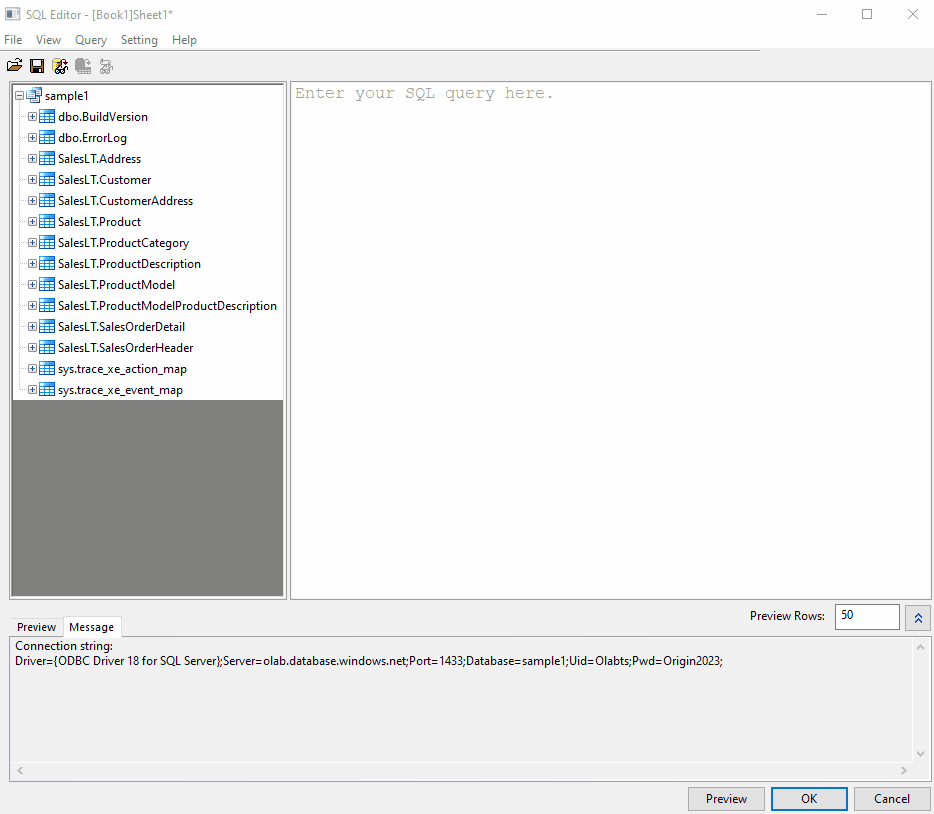 SQL Editor - [Book1]Sheet1*
File View Query Setting Help
sample1
dbo.BuildVersion
dbo.ErrorLog
SalesLT.Address
SalesLT.Customer
SalesLT.CustomerAddress
SalesLT.Product
SalesLT.ProductCategory
SalesLT.ProductDescription
SalesLT.ProductModel
SalesLT.ProductModelProductDescription
SalesLT.SalesOrderDetail
SalesLT.SalesOrderHeader
sys.trace_xe_action_map
sys.trace_xe_event_map
Enter your SQL query here.
Preview Rows: 50
Preview Message
Connection string:
Driver={ODBC Driver 18 for SQL Server};Server=olab.database.windows.net;Port=1433;Database=sample1;Uid=Olabts;Pwd=Origin2023;
Preview OK Cancel